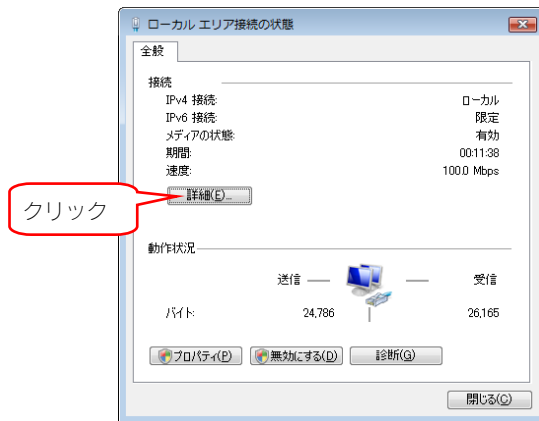 ローカル エリア接続の状態
全般
接続
IPv4 接続: ローカル
IPv6 接続: 限定
メディアの状態: 有効
期間: 00:11:38
速度: 100.0 Mbps
詳細(E)...
クリック
動作状況
送信 受信
バイト: 24,786 26,165
プロパティ(P) 無効にする(D) 診断(G)
閉じる(C)